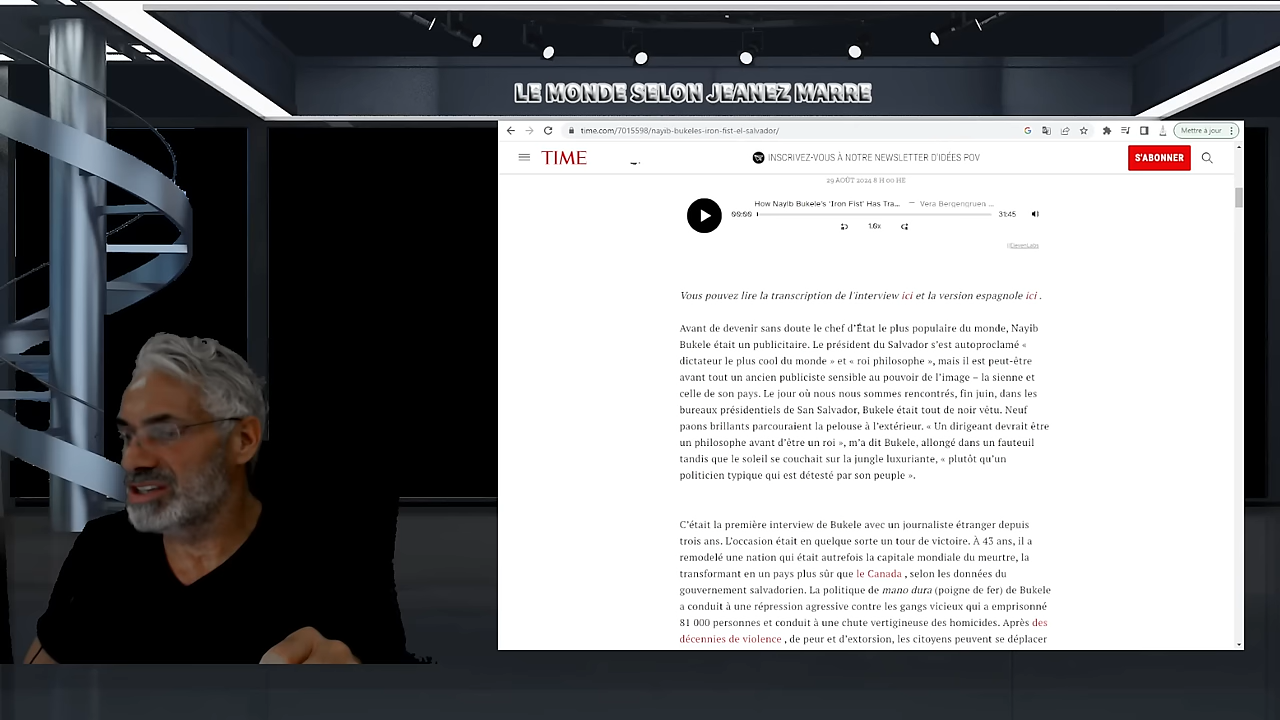 LE MONDE SELON JEANEZ MARRE
time.com/7015598/nayib-bukeles-iron-fist-el-salvador/
Mettre à jour
TIME
INSCRIVEZ-VOUS À NOTRE NEWSLETTER D'IDÉES POV
S'ABONNER
29 AOÛT 2024 8 H 00 HE
How Nayib Bukele's 'Iron Fist' Has Tra... — Vera Bergengruen ...
00:00
31:45
1.0x
ElevenLabs
Vous pouvez lire la transcription de l'interview ici et la version espagnole ici .
Avant de devenir sans doute le chef d'État le plus populaire du monde, Nayib
Bukele était un publicitaire. Le président du Salvador s'est autoproclamé «
dictateur le plus cool du monde » et « roi philosophe », mais il est peut-être
avant tout un ancien publiciste sensible au pouvoir de l'image – la sienne et
celle de son pays. Le jour où nous nous sommes rencontrés, fin juin, dans les
bureaux présidentiels de San Salvador, Bukele était tout de noir vêtu. Neuf
paons brillants parcouraient la pelouse à l'extérieur. « Un dirigeant devrait être
un philosophe avant d'être un roi », m'a dit Bukele, allongé dans un fauteuil
tandis que le soleil se couchait sur la jungle luxuriante, « plutôt qu'un
politicien typique qui est détesté par son peuple ».
C'était la première interview de Bukele avec un journaliste étranger depuis
trois ans. L'occasion était en quelque sorte un tour de victoire. À 43 ans, il a
remodelé une nation qui était autrefois la capitale mondiale du meurtre, la
transformant en un pays plus sûr que le Canada , selon les données du
gouvernement salvadorien. La politique de mano dura (poigne de fer) de Bukele
a conduit à une répression agressive contre les gangs vicieux qui a emprisonné
81 000 personnes et conduit à une chute vertigineuse des homicides. Après des
décennies de violence , de peur et d'extorsion, les citoyens peuvent se déplacer